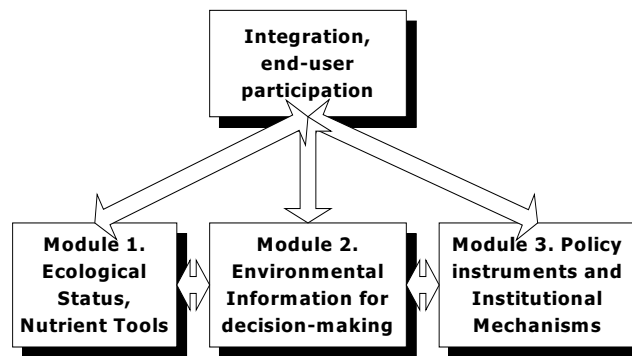 Integration,
end-user
participation
Module 1.
Ecological
Status,
Nutrient Tools
Module 2.
Environmental
Information for
decision-making
Module 3. Policy
instruments and
Institutional
Mechanisms